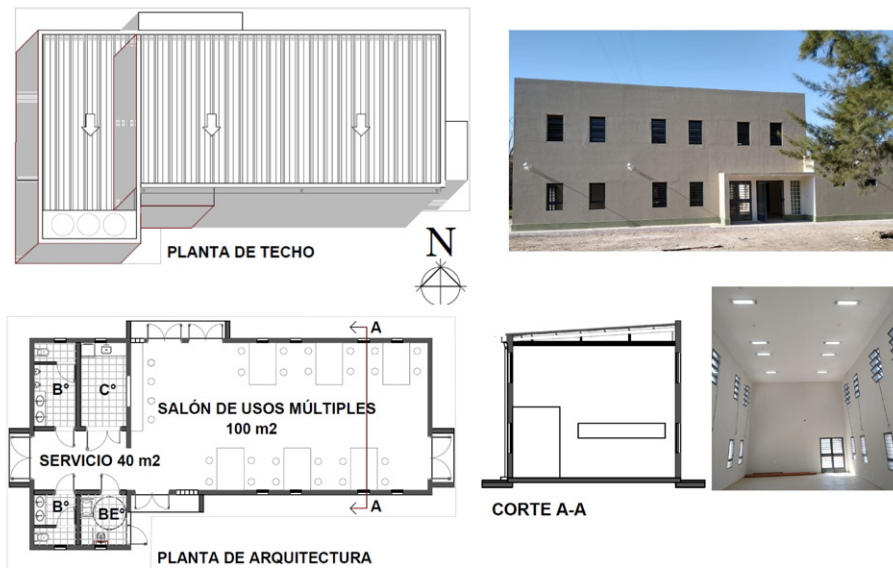 PLANTA DE TECHO
N
A
B°
C°
SALÓN DE USOS MÚLTIPLES
100 m2
SERVICIO 40 m2
B°
BE°
A
PLANTA DE ARQUITECTURA
CORTE A-A